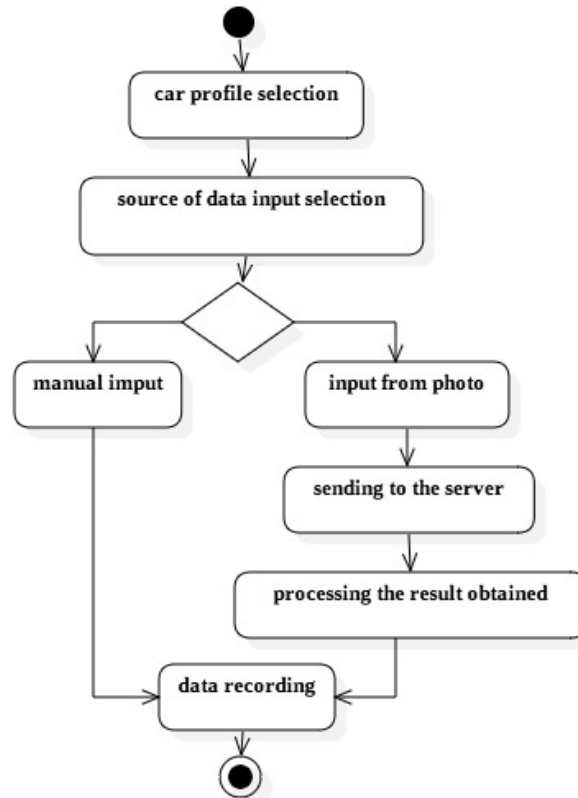 car profile selection
source of data input selection
manual imput
input from photo
sending to the server
processing the result obtained
data recording